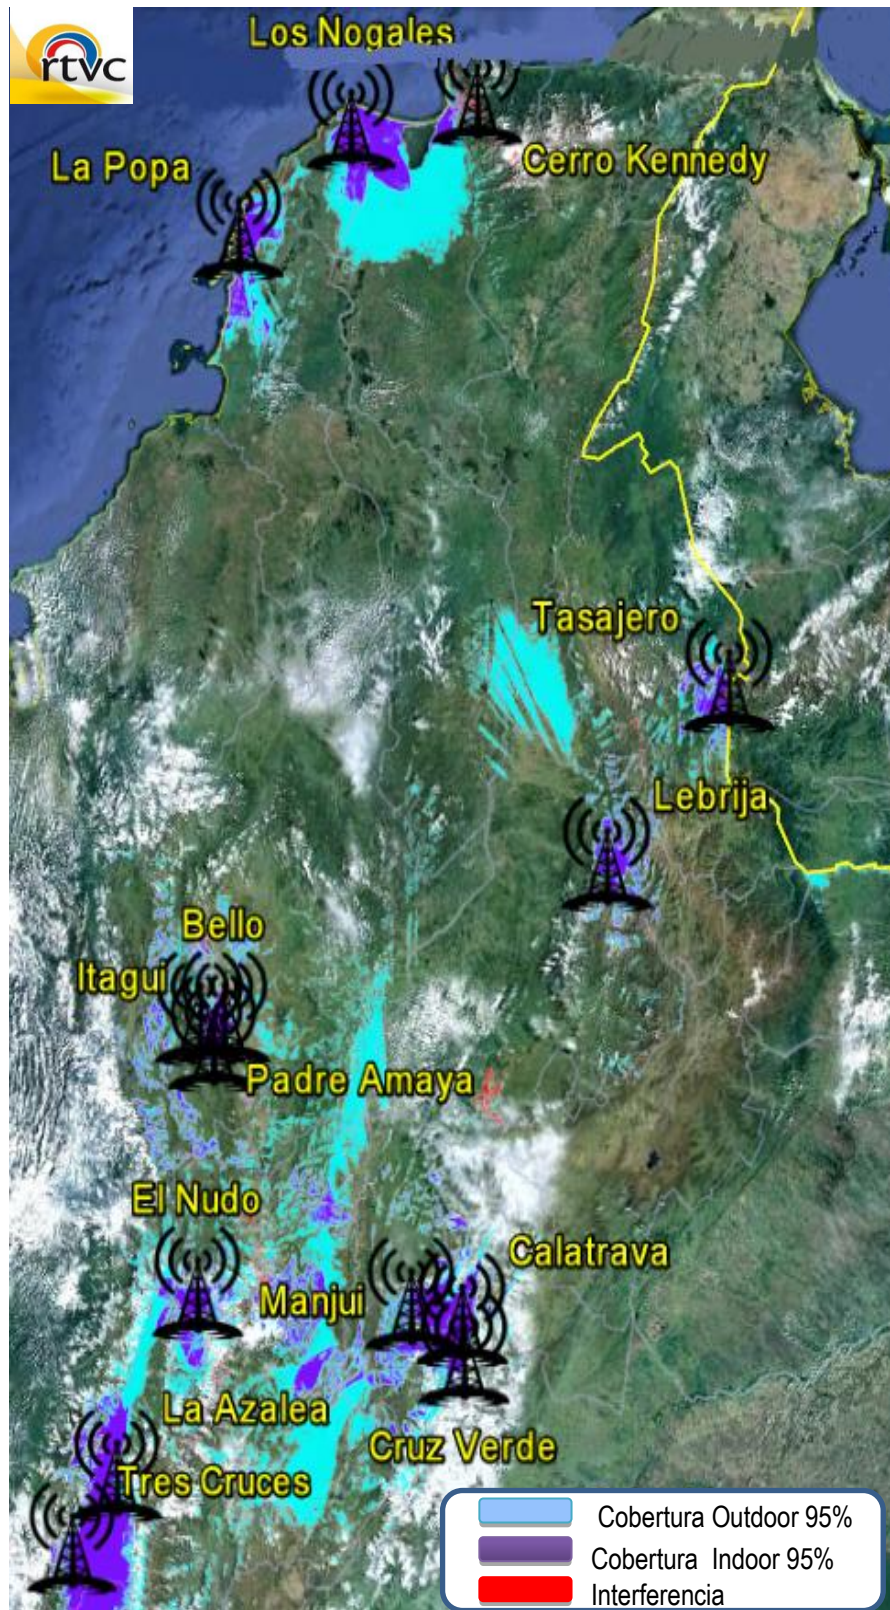 rtvc
Los Nogales
La Popa
Cerro Kennedy
Tasajero
Lebrija
Bello
Itagui
Padre Amaya
El Nudo
Calatrava
Manjui
La Azalea
Cruz Verde
Tres Cruces
Cobertura Outdoor 95%
Cobertura Indoor 95%
Interferencia